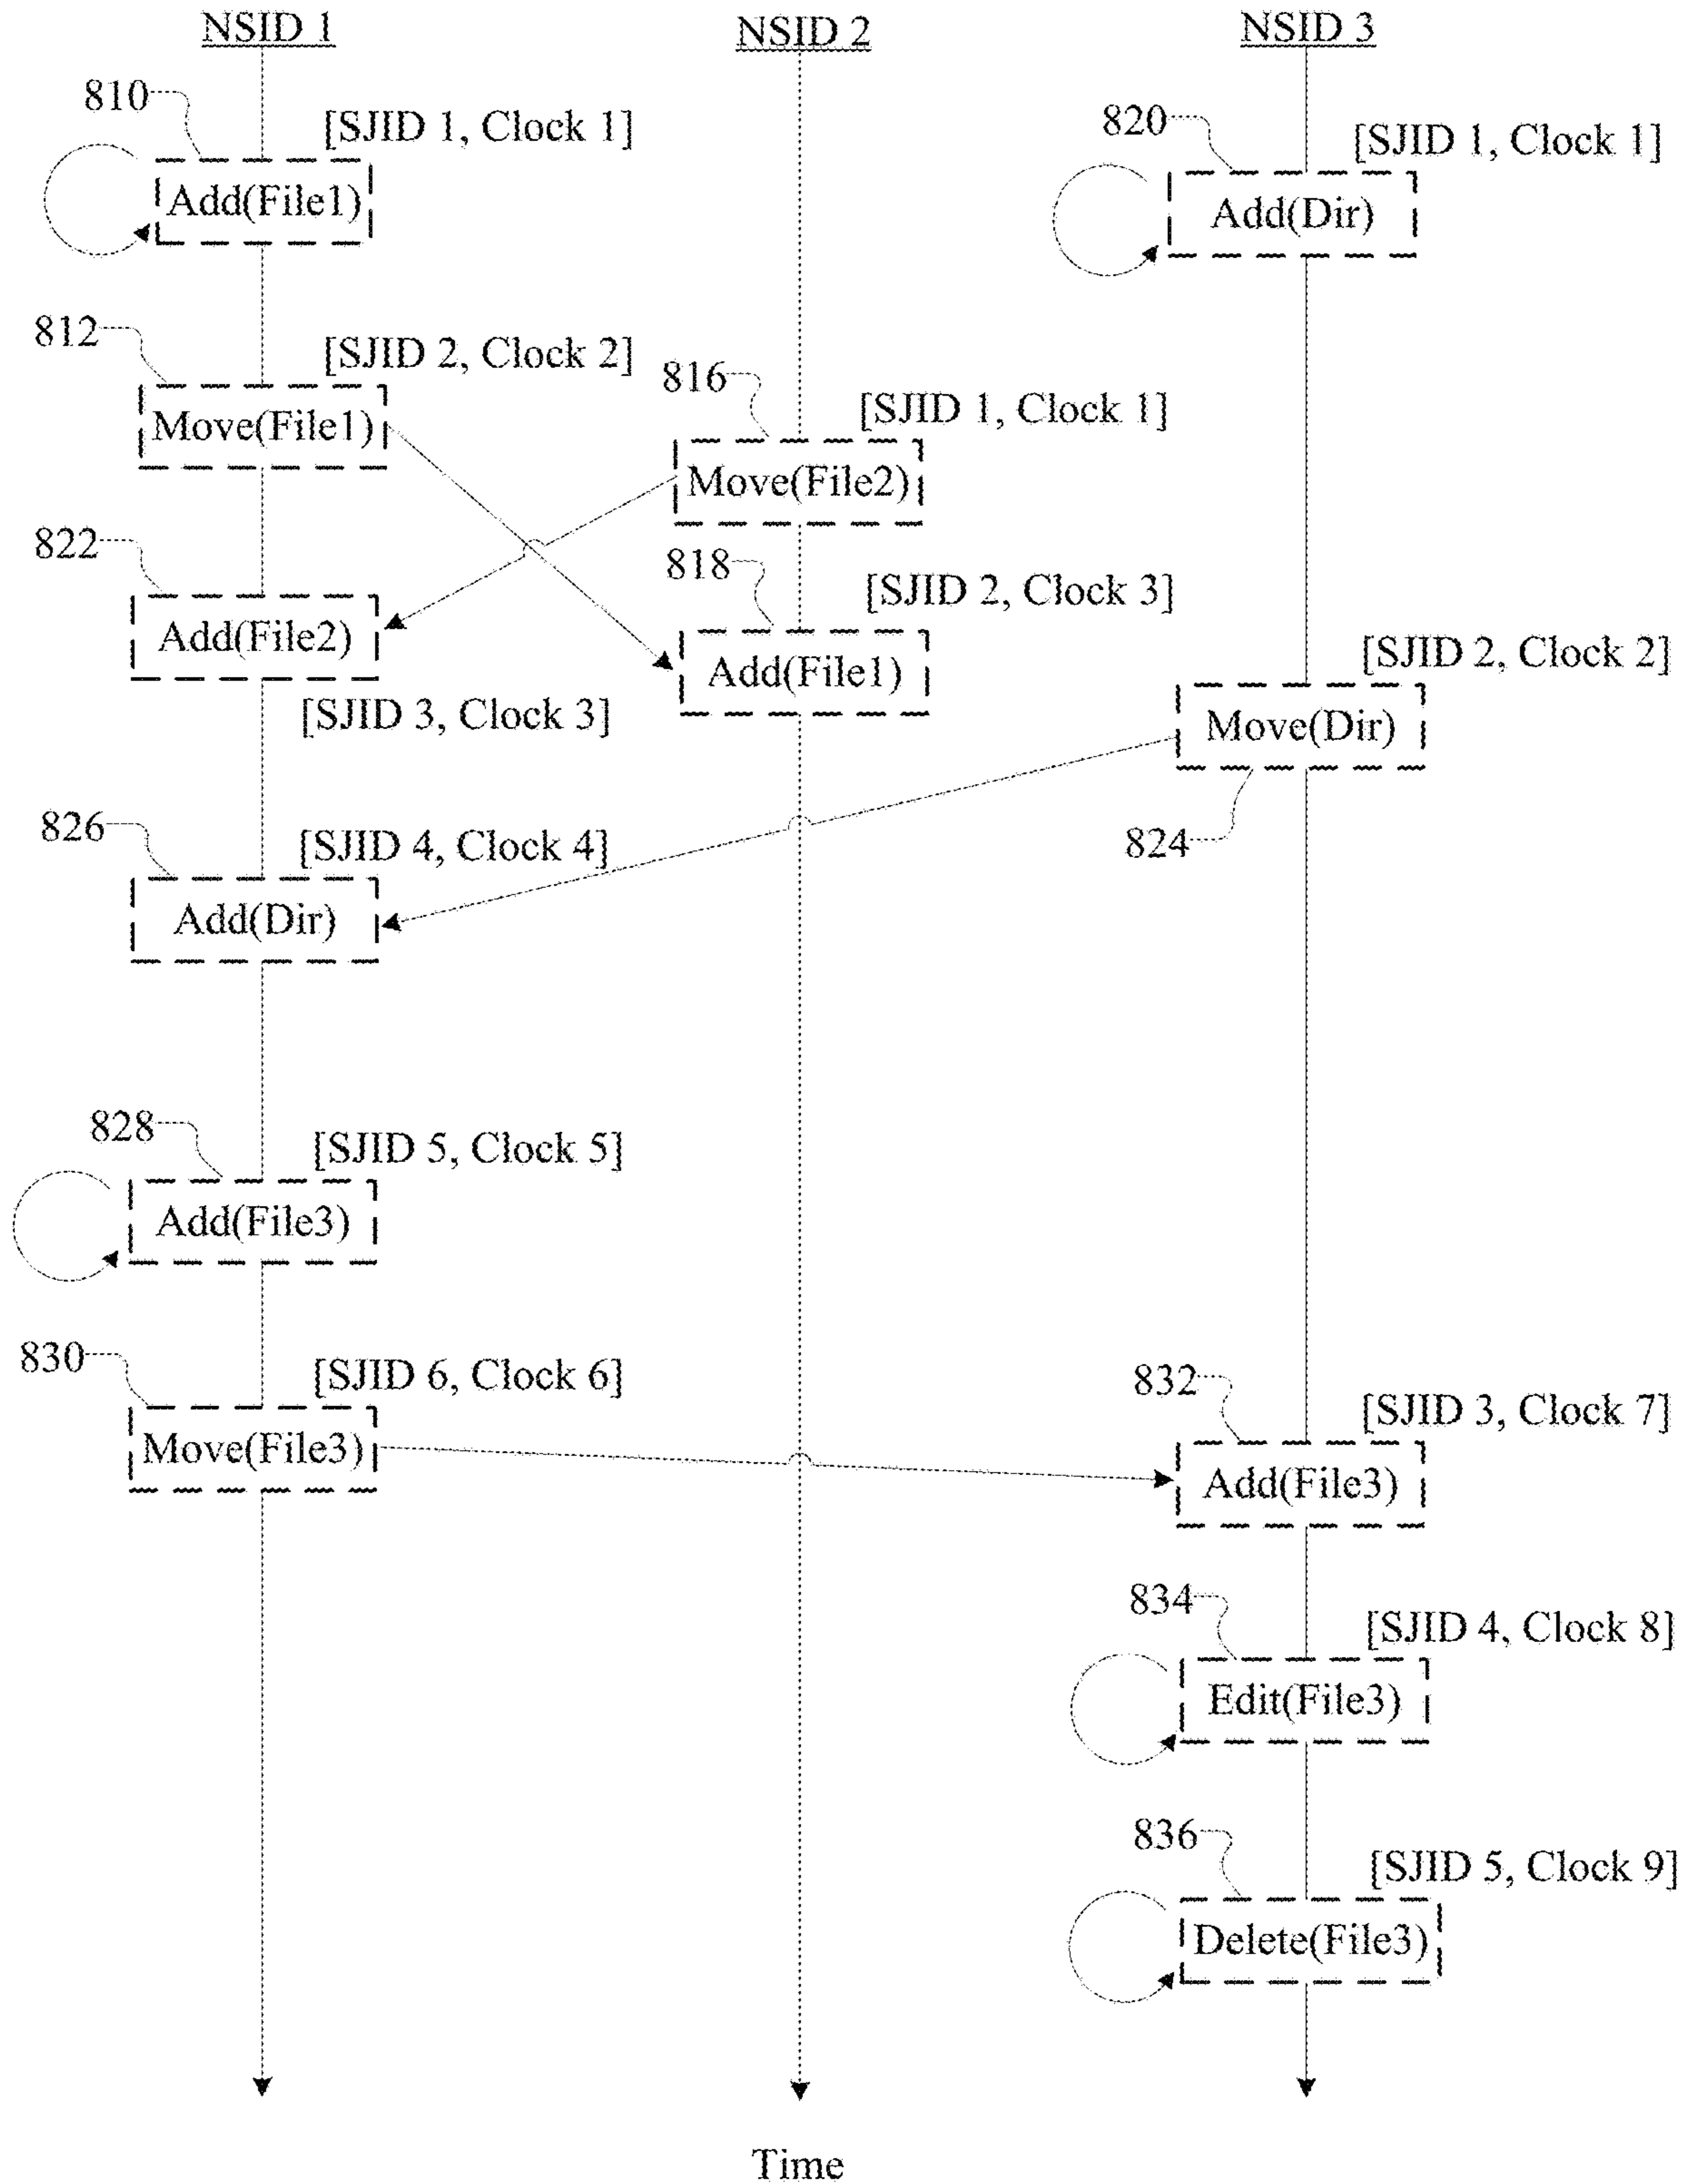 NSID 1
NSID 2
NSID 3
810
[SJID 1, Clock 1]
Add(File1)
820
[SJID 1, Clock 1]
Add(Dir)
812
[SJID 2, Clock 2]
Move(File1)
816
[SJID 1, Clock 1]
Move(File2)
822
Add(File2)
[SJID 3, Clock 3]
818
[SJID 2, Clock 3]
Add(File1)
[SJID 2, Clock 2]
Move(Dir)
824
826
[SJID 4, Clock 4]
Add(Dir)
828
[SJID 5, Clock 5]
Add(File3)
830
[SJID 6, Clock 6]
Move(File3)
832
[SJID 3, Clock 7]
Add(File3)
834
[SJID 4, Clock 8]
Edit(File3)
836
[SJID 5, Clock 9]
Delete(File3)
Time